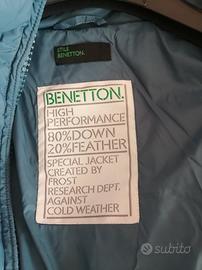 STILE
BENETTON.
BENETTON.
HIGH
PERFORMANCE
80%DOWN
20%FEATHER
SPECIAL JACKET
CREATED BY
FROST
RESEARCH DEPT.
AGAINST
COLD WEATHER
subito